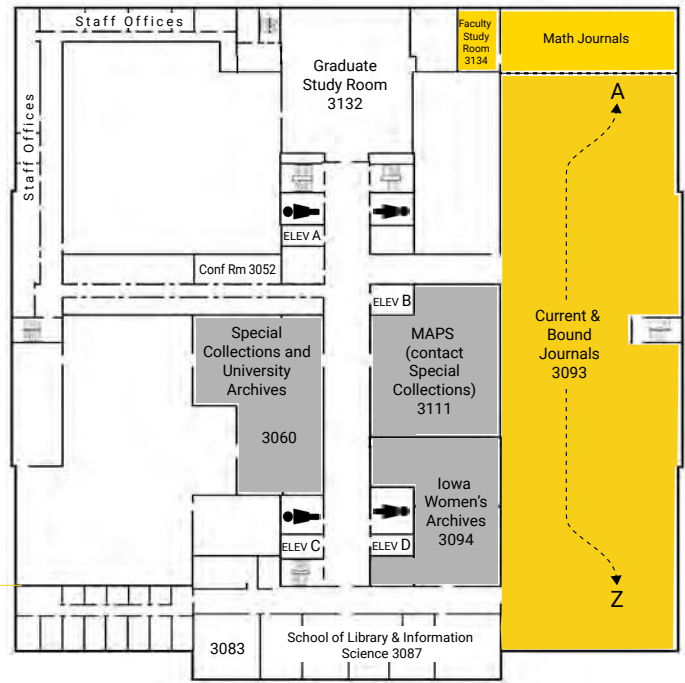 Staff Offices
Faculty
Study
Room
3134
Math Journals
Graduate
Study Room
3132
A
Staff Offices
ELEV A
Conf Rm 3052
ELEV B
Special
Collections and
University
Archives
3060
MAPS
(contact
Special
Collections)
3111
Current &
Bound
Journals
3093
Iowa
Women's
Archives
3094
ELEV C
ELEV D
Z
3083
School of Library & Information
Science 3087